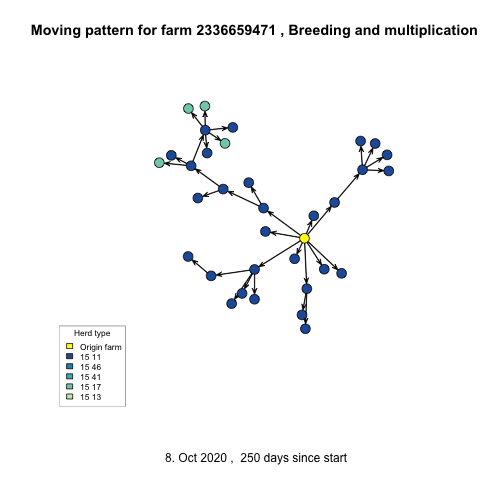 Moving pattern for farm 2336659471 , Breeding and multiplication
Herd type
Origin farm
15 11
15 46
15 41
15 17
15 13
8. Oct 2020 , 250 days since start